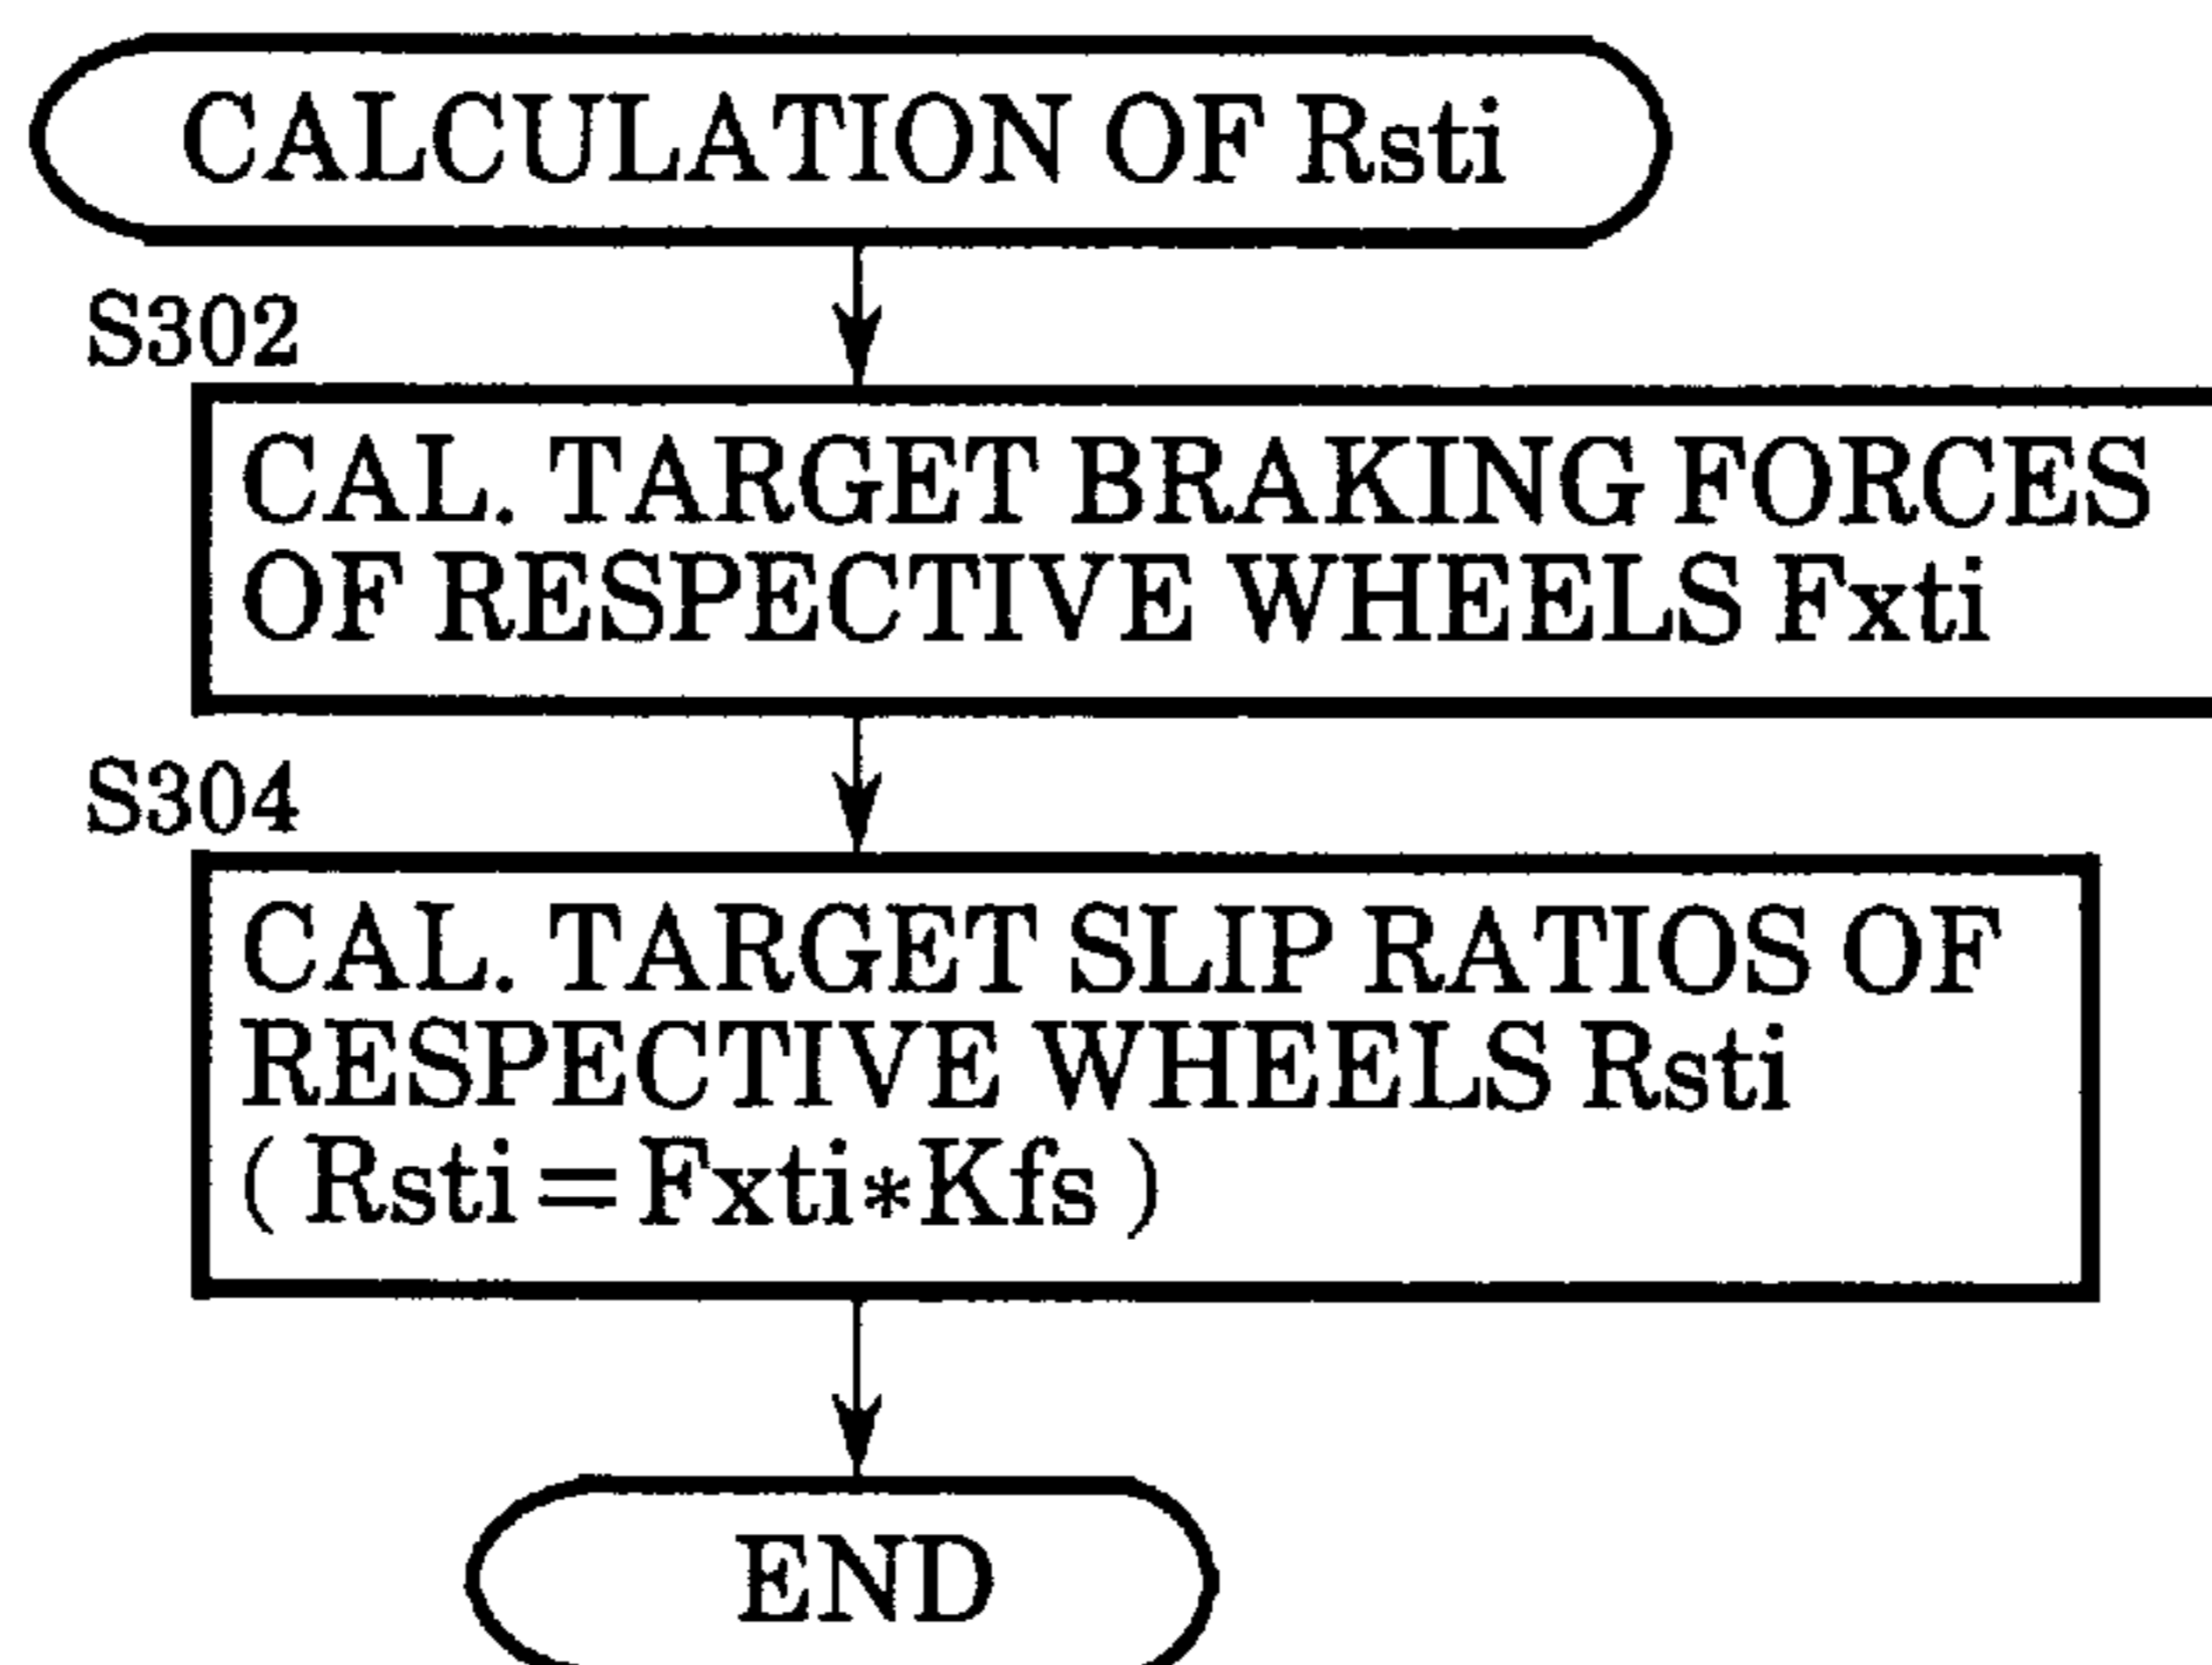 CALCULATION OF Rsti
S302
CAL. TARGET BRAKING FORCES
OF RESPECTIVE WHEELS Fxti
S304
CAL. TARGET SLIP RATIOS OF
RESPECTIVE WHEELS Rsti
( Rsti=Fxti*Kfs )
END